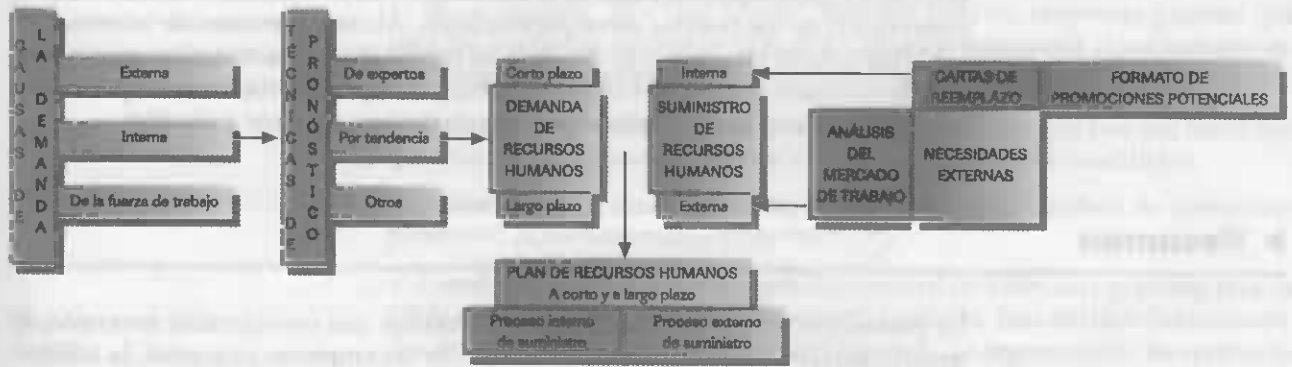 CAUSAS DE
LA DEMANDA
Externa
Interna
De la fuerza de trabajo
TÉCNICAS DE
PRONÓSTICO
De expertos
Por tendencia
Otros
Corto plazo
DEMANDA
DE
RECURSOS
HUMANOS
Largo plazo
Interna
SUMINISTRO
DE
RECURSOS
HUMANOS
Externa
CARTAS DE
REEMPLAZO
FORMATO DE
PROMOCIONES POTENCIALES
ANÁLISIS
DEL
MERCADO
DE TRABAJO
NECESIDADES
EXTERNAS
PLAN DE RECURSOS HUMANOS
A corto y a largo plazo
Proceso interno
de suministro
Proceso externo
de suministro